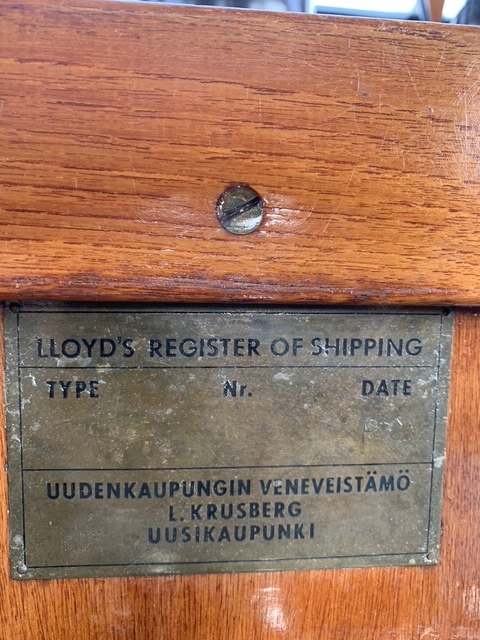 LLOYD'S REGISTER OF SHIPPING
TYPE Nr. DATE
UUDENKAUPUNGIN VENEVEISTÄMÖ
L. KRUSBERG
UUSIKAUPUNKI